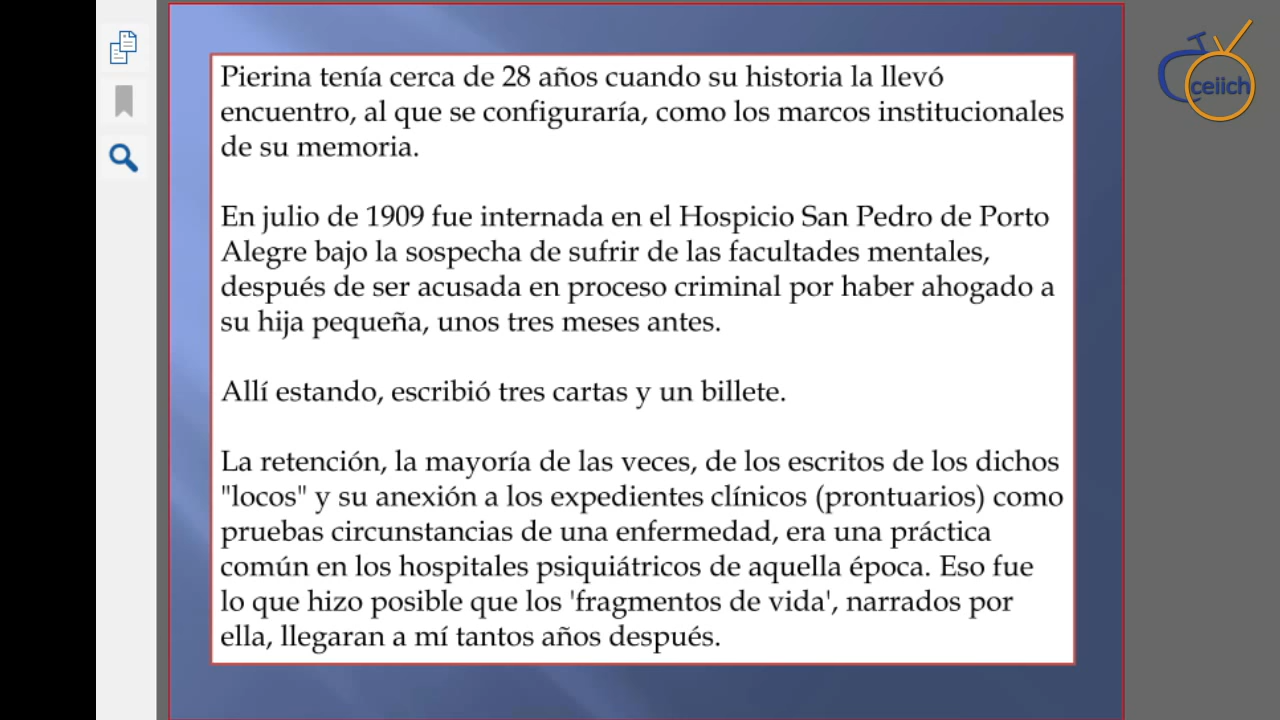 Pierina tenía cerca de 28 años cuando su historia la llevó
encuentro, al que se configuraría, como los marcos institucionales
de su memoria.
En julio de 1909 fue internada en el Hospicio San Pedro de Porto
Alegre bajo la sospecha de sufrir de las facultades mentales,
después de ser acusada en proceso criminal por haber ahogado a
su hija pequeña, unos tres meses antes.
Allí estando, escribió tres cartas y un billete.
La retención, la mayoría de las veces, de los escritos de los dichos
"locos" y su anexión a los expedientes clínicos (prontuarios) como
pruebas circunstancias de una enfermedad, era una práctica
común en los hospitales psiquiátricos de aquella época. Eso fue
lo que hizo posible que los 'fragmentos de vida', narrados por
ella, llegaran a mí tantos años después.
TV
ceiich